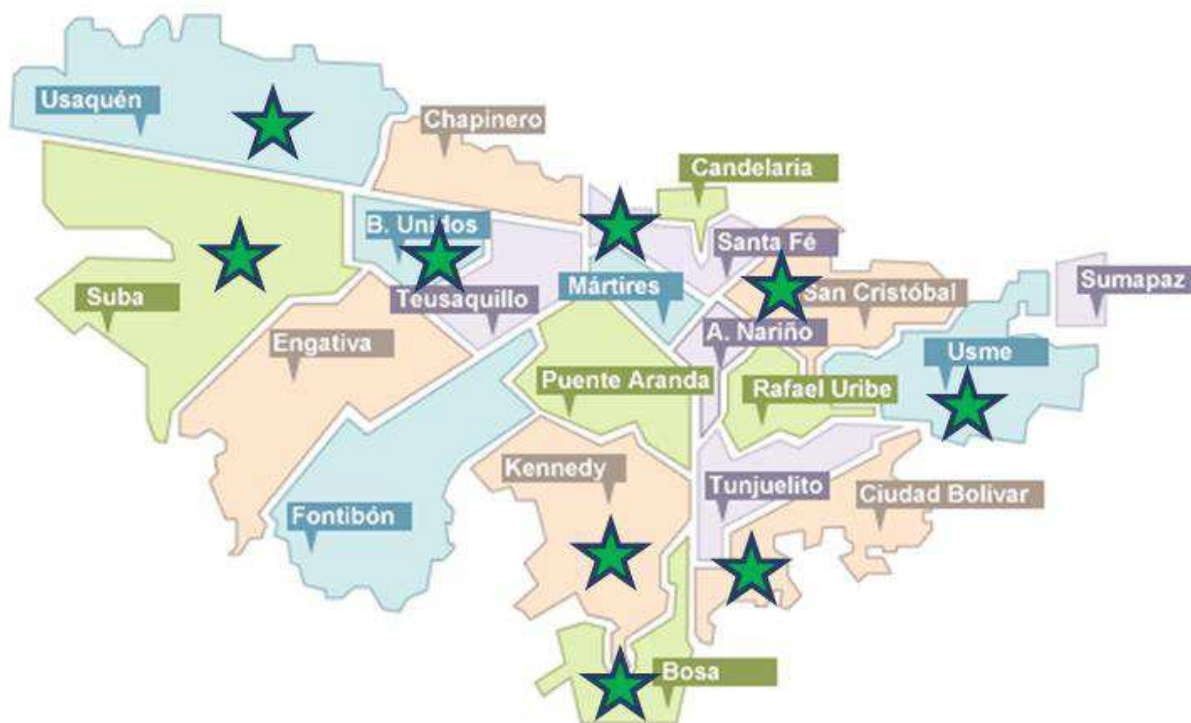 Usaquén
Chapinero
Candelaria
B. Unidos
Santa Fé
Suba
Teusaquillo
Mártires
San Cristóbal
Sumapaz
Engativa
A. Nariño
Usme
Puente Aranda
Rafael Uribe
Kennedy
Tunjuelito
Ciudad Bolivar
Fontibón
Bosa